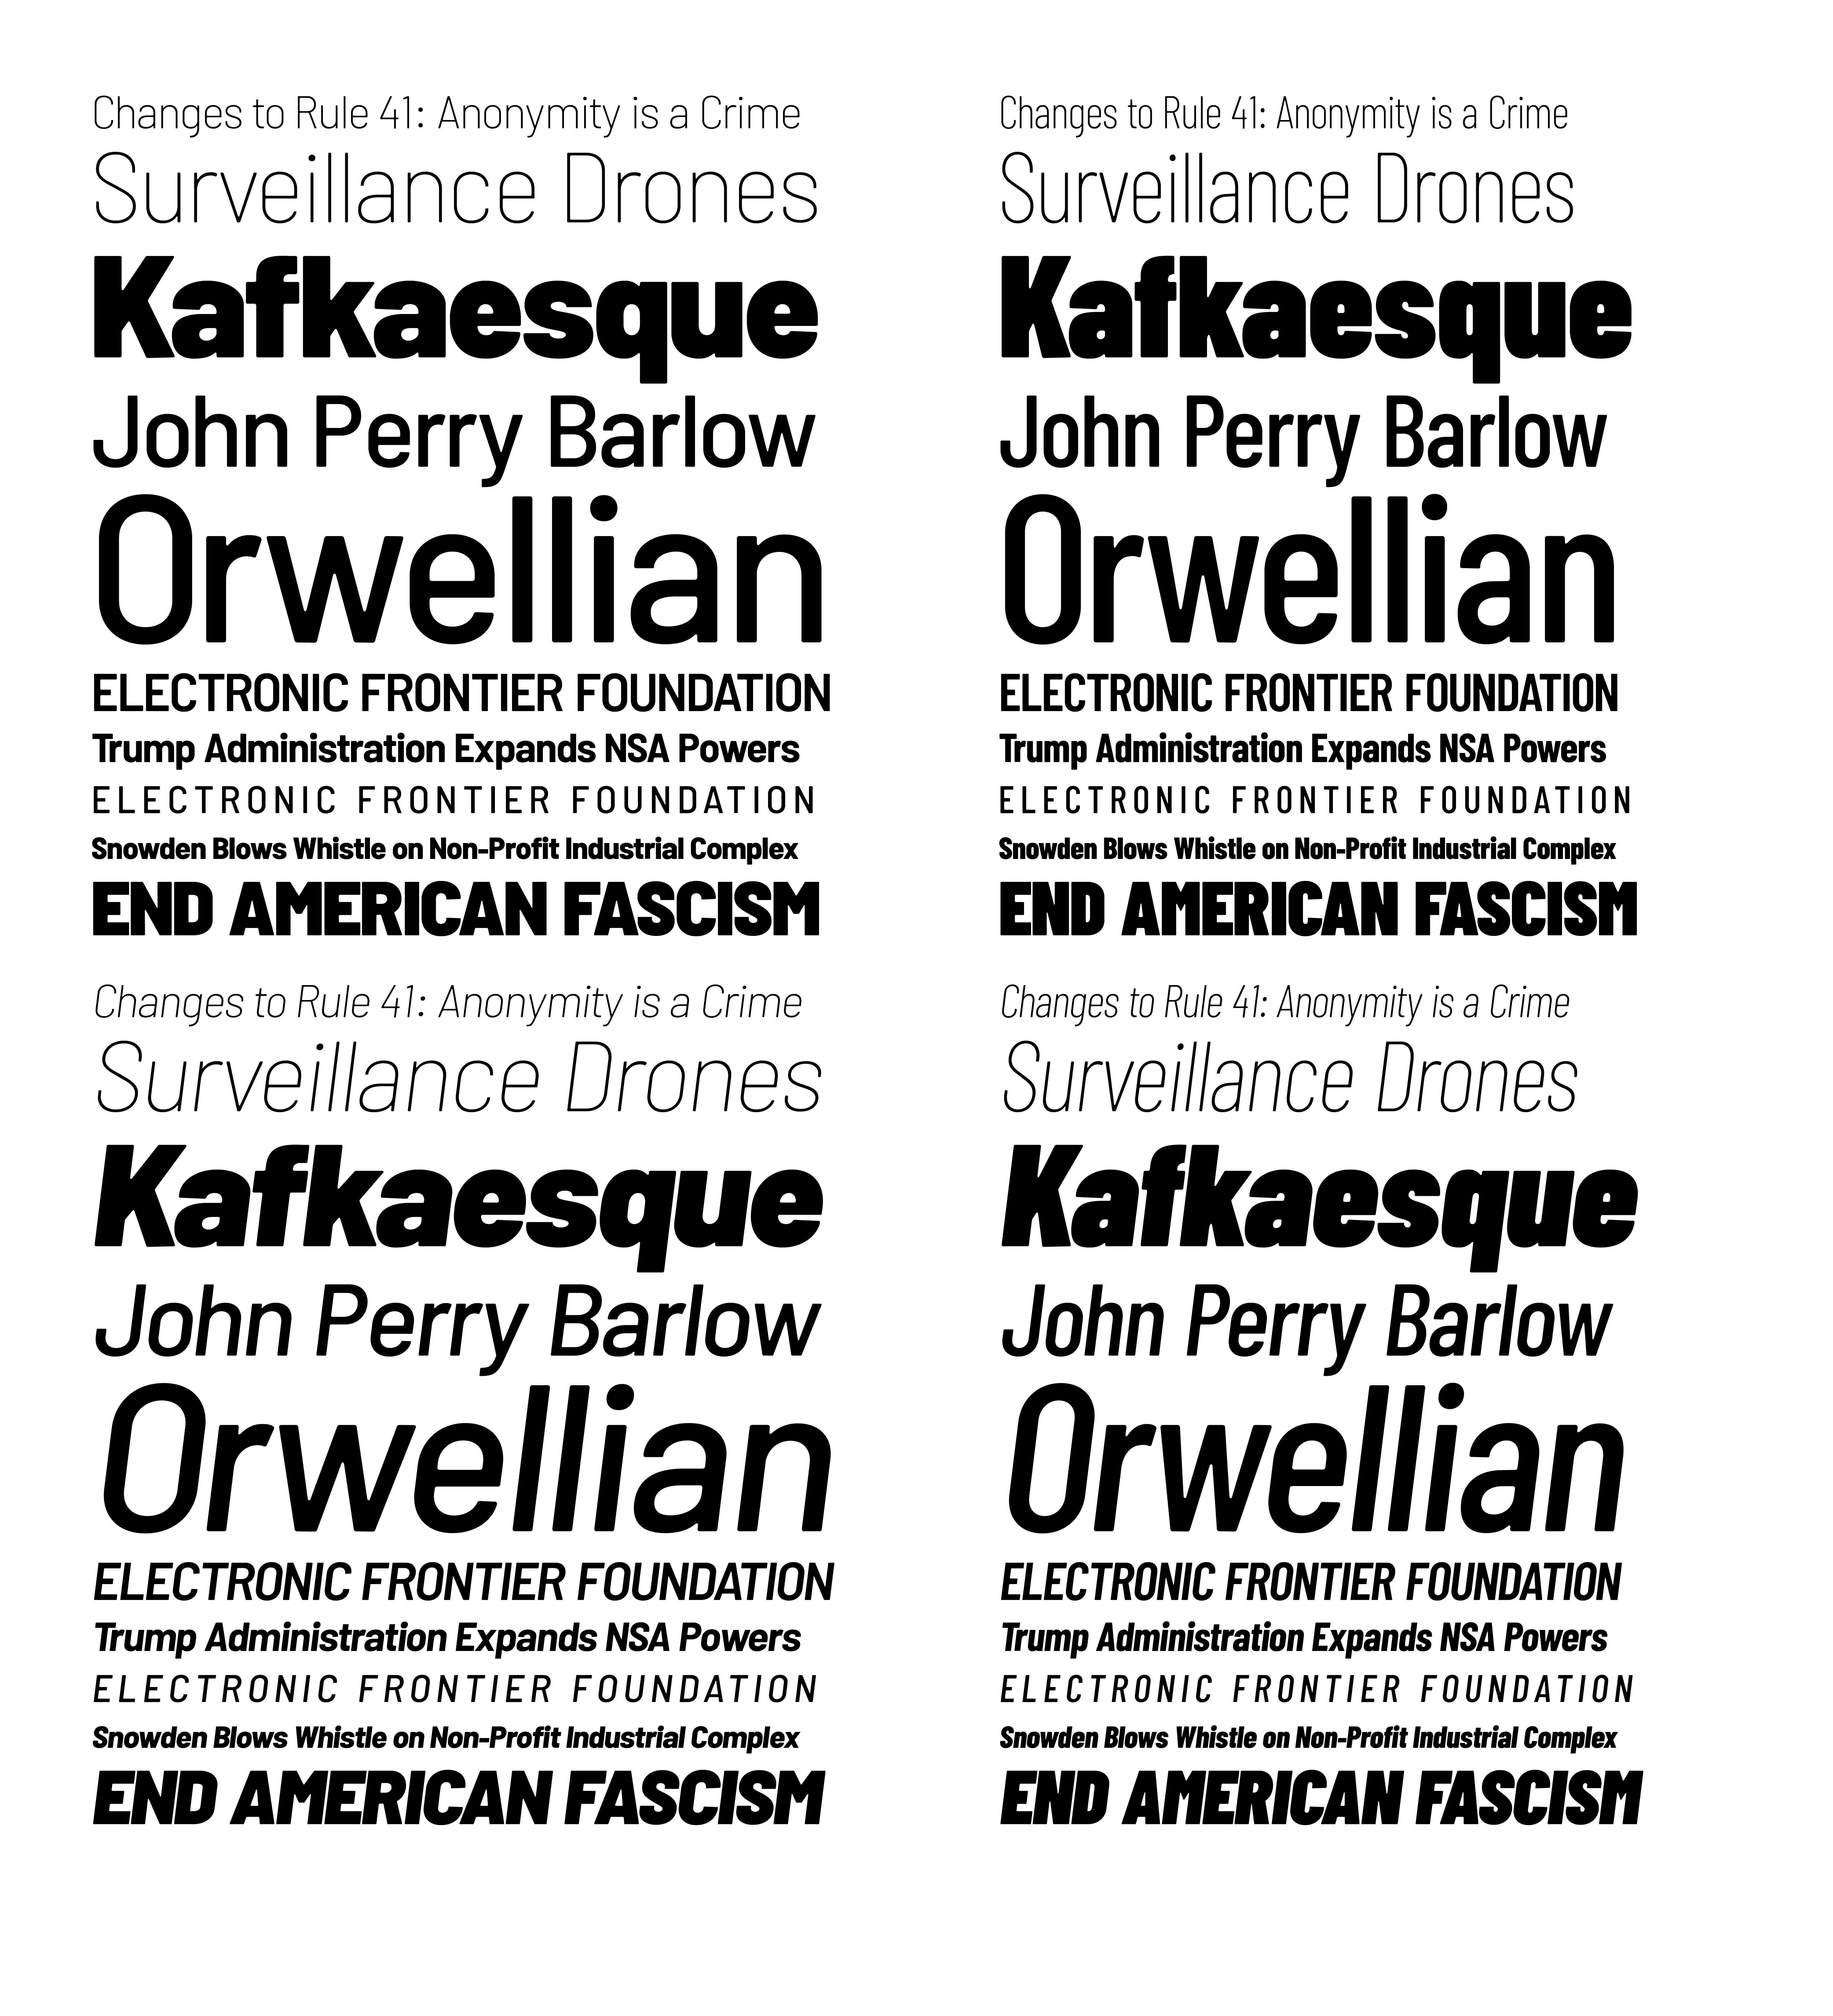 Changes to Rule 41: Anonymity is a Crime
Surveillance Drones
Kafkaesque
John Perry Barlow
Orwellian
ELECTRONIC FRONTIER FOUNDATION
Trump Administration Expands NSA Powers
ELECTRONIC FRONTIER FOUNDATION
Snowden Blows Whistle on Non-Profit Industrial Complex
END AMERICAN FASCISM
Changes to Rule 41: Anonymity is a Crime
Surveillance Drones
Kafkaesque
John Perry Barlow
Orwellian
ELECTRONIC FRONTIER FOUNDATION
Trump Administration Expands NSA Powers
ELECTRONIC FRONTIER FOUNDATION
Snowden Blows Whistle on Non-Profit Industrial Complex
END AMERICAN FASCISM
Changes to Rule 41: Anonymity is a Crime
Surveillance Drones
Kafkaesque
John Perry Barlow
Orwellian
ELECTRONIC FRONTIER FOUNDATION
Trump Administration Expands NSA Powers
ELECTRONIC FRONTIER FOUNDATION
Snowden Blows Whistle on Non-Profit Industrial Complex
END AMERICAN FASCISM
Changes to Rule 41: Anonymity is a Crime
Surveillance Drones
Kafkaesque
John Perry Barlow
Orwellian
ELECTRONIC FRONTIER FOUNDATION
Trump Administration Expands NSA Powers
ELECTRONIC FRONTIER FOUNDATION
Snowden Blows Whistle on Non-Profit Industrial Complex
END AMERICAN FASCISM